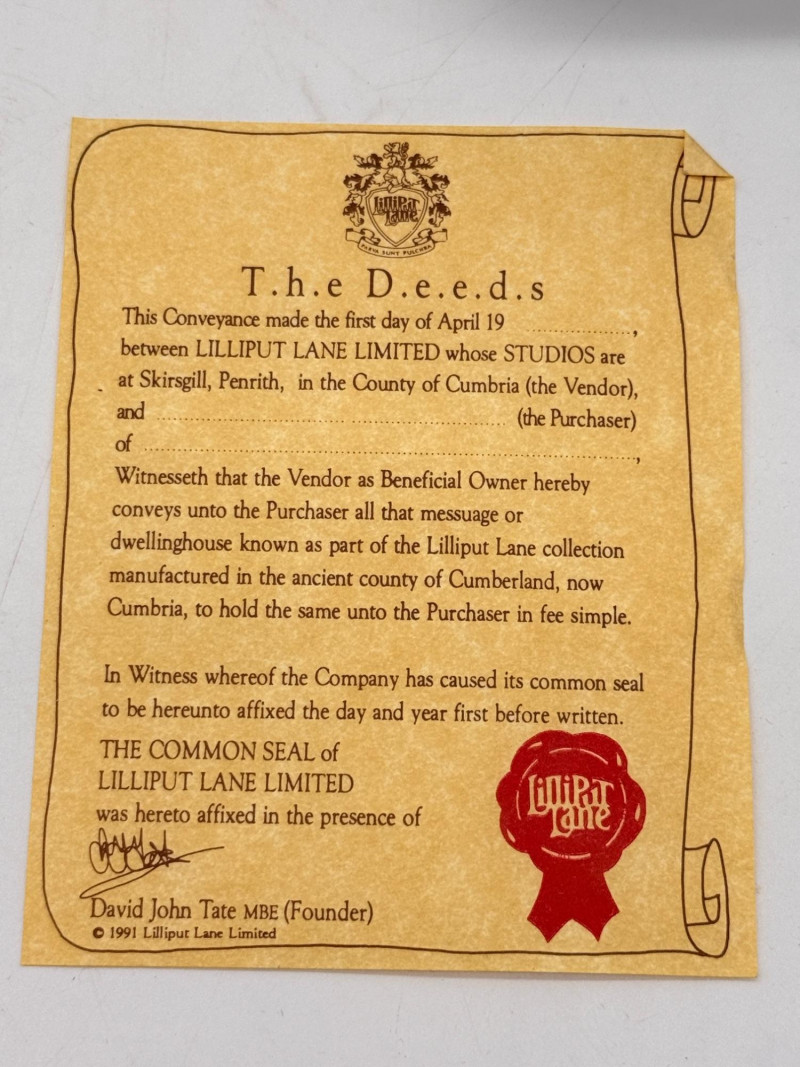 LilliPuT
Lane
PARVA SUNT PULCHRA
T.h.e D.e.e.d.s
This Conveyance made the first day of April 19 ....................,
between LILLIPUT LANE LIMITED whose STUDIOS are
at Skirsgill, Penrith, in the County of Cumbria (the Vendor),
and ........................................................ (the Purchaser)
of ................................................................................,
Witnesseth that the Vendor as Beneficial Owner hereby
conveys unto the Purchaser all that messuage or
dwellinghouse known as part of the Lilliput Lane collection
manufactured in the ancient county of Cumberland, now
Cumbria, to hold the same unto the Purchaser in fee simple.
In Witness whereof the Company has caused its common seal
to be hereunto affixed the day and year first before written.
THE COMMON SEAL of
LILLIPUT LANE LIMITED
was hereto affixed in the presence of
LilliPuT
Lane
David John Tate MBE (Founder)
© 1991 Lilliput Lane Limited